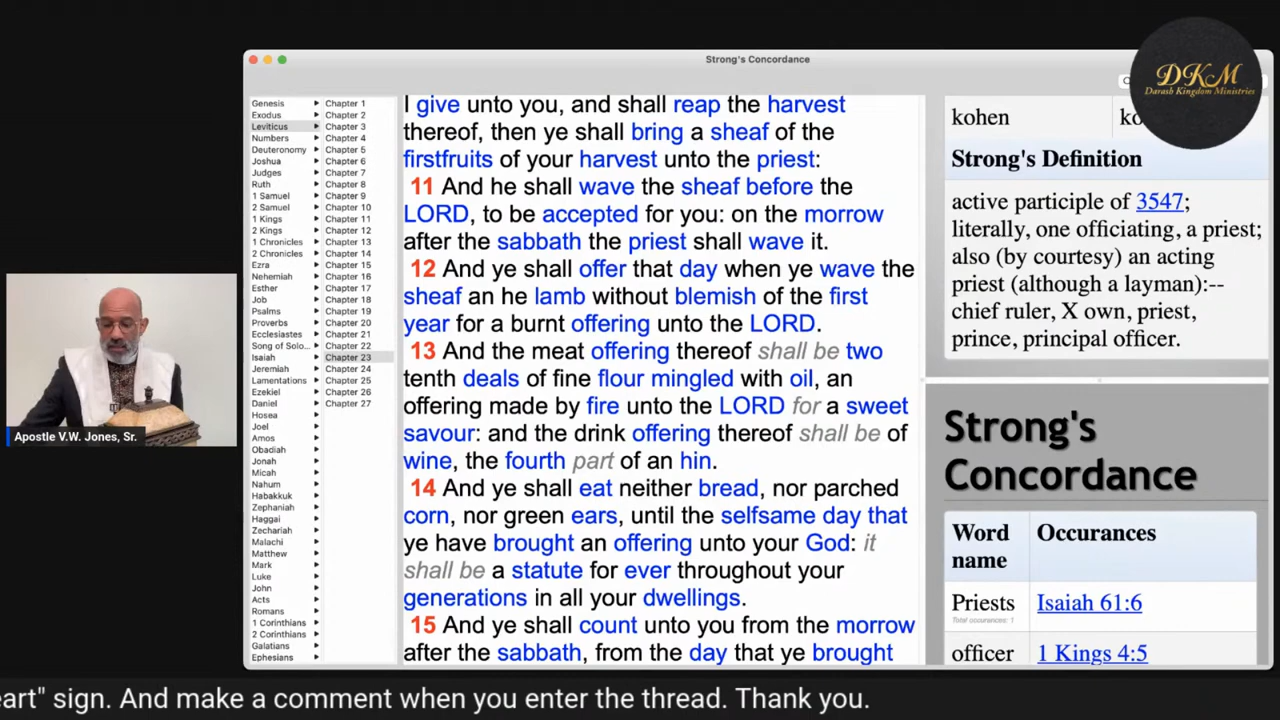 Strong's Concordance
DKM
Darash Kingdom Ministries
Genesis
Exodus
Leviticus
Numbers
Deuteronomy
Joshua
Judges
Ruth
1 Samuel
2 Samuel
1 Kings
2 Kings
1 Chronicles
2 Chronicles
Ezra
Nehemiah
Esther
Job
Psalms
Proverbs
Ecclesiastes
Song of Solo...
Isaiah
Jeremiah
Lamentations
Ezekiel
Daniel
Hosea
Joel
Amos
Obadiah
Jonah
Micah
Nahum
Habakkuk
Zephaniah
Haggai
Zechariah
Malachi
Matthew
Mark
Luke
John
Acts
Romans
1 Corinthians
2 Corinthians
Galatians
Ephesians
Chapter 1
Chapter 2
Chapter 3
Chapter 4
Chapter 5
Chapter 6
Chapter 7
Chapter 8
Chapter 9
Chapter 10
Chapter 11
Chapter 12
Chapter 13
Chapter 14
Chapter 15
Chapter 16
Chapter 17
Chapter 18
Chapter 19
Chapter 20
Chapter 21
Chapter 22
Chapter 23
Chapter 24
Chapter 25
Chapter 26
Chapter 27
I give unto you, and shall reap the harvest
thereof, then ye shall bring a sheaf of the
firstfruits of your harvest unto the priest:
11 And he shall wave the sheaf before the
LORD, to be accepted for you: on the morrow
after the sabbath the priest shall wave it.
12 And ye shall offer that day when ye wave the
sheaf an he lamb without blemish of the first
year for a burnt offering unto the LORD.
13 And the meat offering thereof shall be two
tenth deals of fine flour mingled with oil, an
offering made by fire unto the LORD for a sweet
savour: and the drink offering thereof shall be of
wine, the fourth part of an hin.
14 And ye shall eat neither bread, nor parched
corn, nor green ears, until the selfsame day that
ye have brought an offering unto your God: it
shall be a statute for ever throughout your
generations in all your dwellings.
15 And ye shall count unto you from the morrow
after the sabbath, from the day that ye brought
kohen
Strong's Definition
active participle of 3547;
literally, one officiating, a priest;
also (by courtesy) an acting
priest (although a layman):--
chief ruler, X own, priest,
prince, principal officer.
Strong's
Concordance
Word name Occurances
Priests Isaiah 61:6
Total occurances: 1
officer 1 Kings 4:5
Apostle V.W. Jones, Sr.
eart" sign. And make a comment when you enter the thread. Thank you.